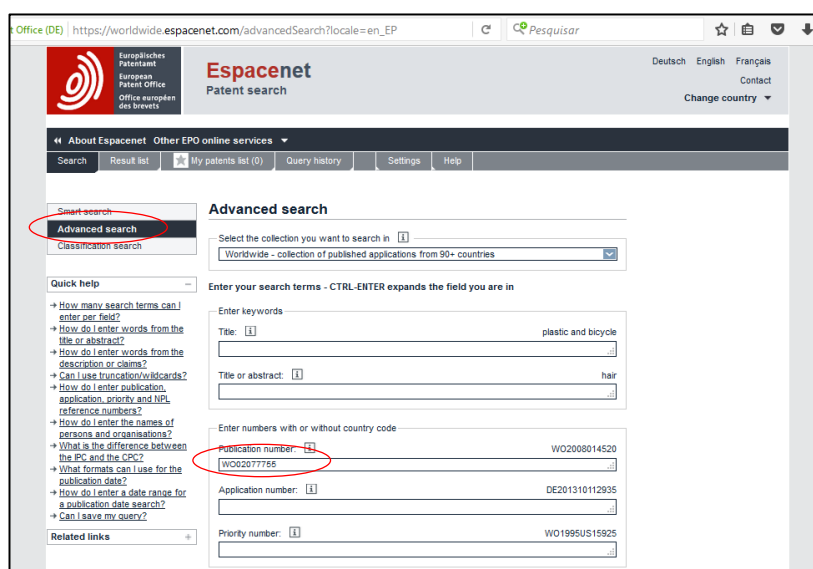 t Office (DE) https://worldwide.espacenet.com/advancedSearch?locale=en_EP Pesquisar
Europäisches
Patentamt
European
Patent Office
Office européen
des brevets
Espacenet
Patent search
Deutsch English Français
Contact
Change country
About Espacenet Other EPO online services
Search Result list My patents list (0) Query history Settings Help
Smart search
Advanced search
Classification search
Quick help
How many search terms can I
enter per field?
How do I enter words from the
title or abstract?
How do I enter words from the
description or claims?
Can I use truncation/wildcards?
How do I enter publication,
application, priority and NPL
reference numbers?
How do I enter the names of
persons and organisations?
What is the difference between
the IPC and the CPC?
What formats can I use for the
publication date?
How do I enter a date range for
a publication date search?
Can I save my query?
Related links
Advanced search
Select the collection you want to search in
Worldwide - collection of published applications from 90+ countries
Enter your search terms - CTRL-ENTER expands the field you are in
Enter keywords
Title: plastic and bicycle
Title or abstract: hair
Enter numbers with or without country code
Publication number: WO2008014520
WO02077755
Application number: DE201310112935
Priority number: WO1995US15925